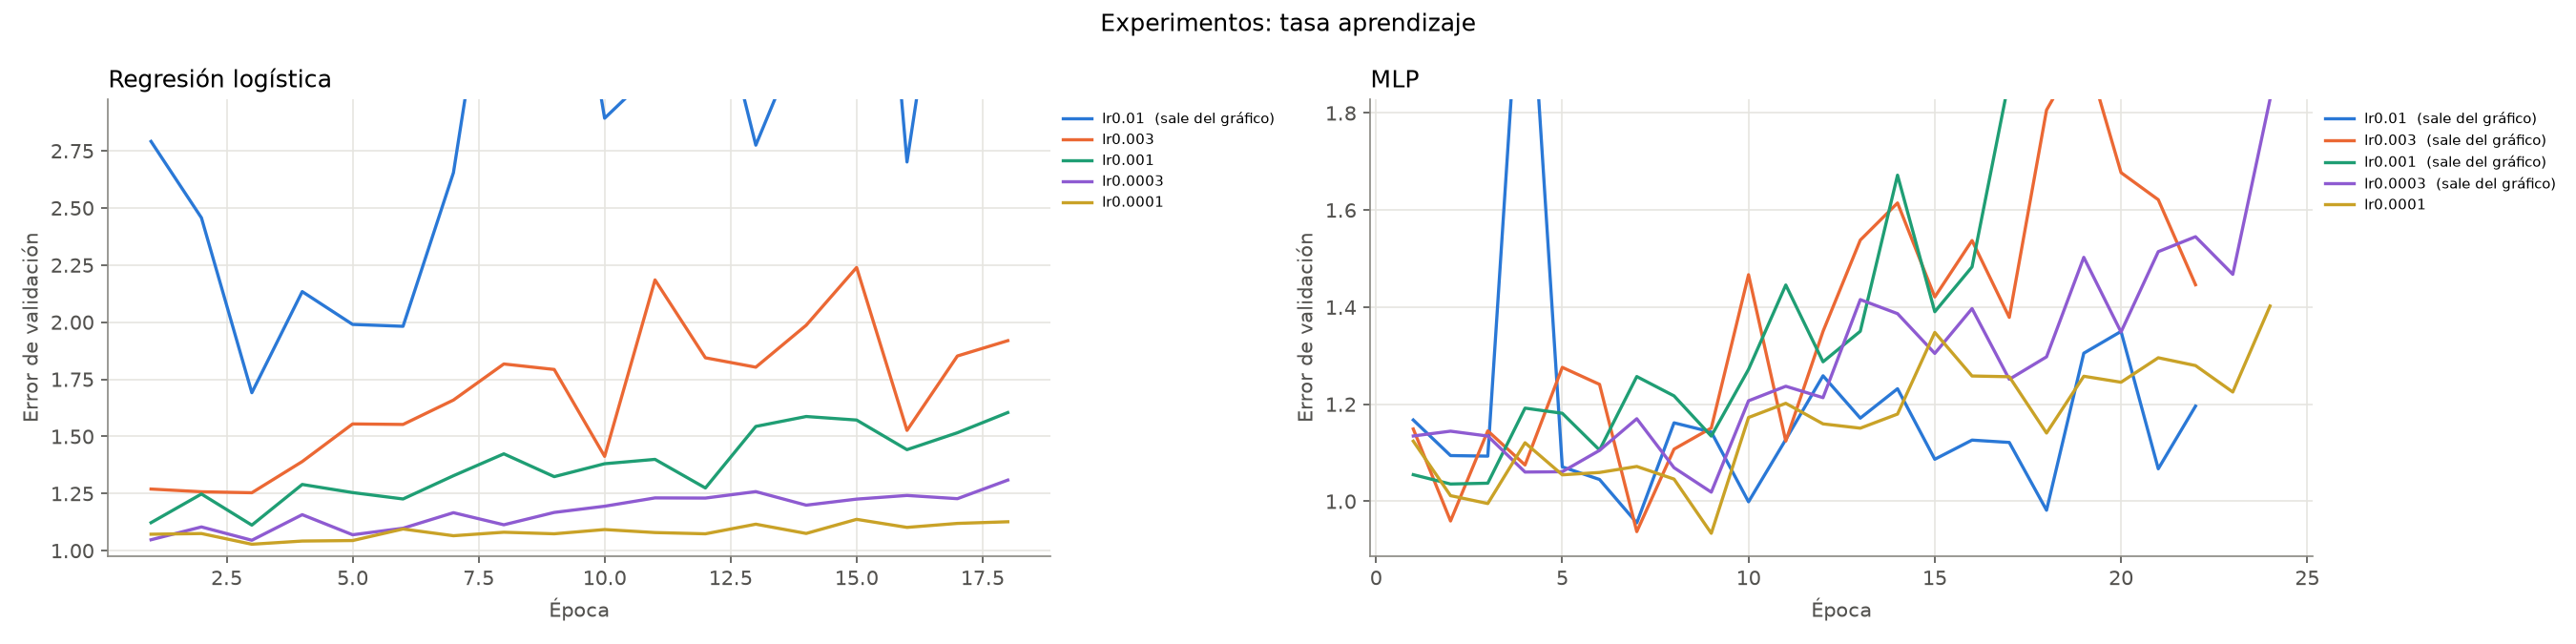 Experimentos: tasa aprendizaje
Regresión logística
Error de validación
2.75
2.50
2.25
2.00
1.75
1.50
1.25
1.00
2.5
5.0
7.5
10.0
12.5
15.0
17.5
Época
lr0.01 (sale del gráfico)
lr0.003
lr0.001
lr0.0003
lr0.0001
MLP
Error de validación
1.8
1.6
1.4
1.2
1.0
0
5
10
15
20
25
Época
lr0.01 (sale del gráfico)
lr0.003 (sale del gráfico)
lr0.001 (sale del gráfico)
lr0.0003 (sale del gráfico)
lr0.0001